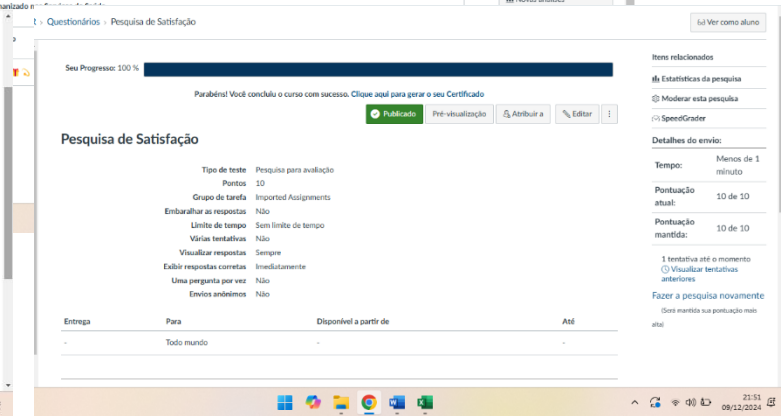 Questionários › Pesquisa de Satisfação
Ver como aluno
Seu Progresso: 100 %
Parabéns! Você concluiu o curso com sucesso. Clique aqui para gerar o seu Certificado
Publicado
Pré-visualização
Atribuir a
Editar
Pesquisa de Satisfação
Tipo de teste Pesquisa para avaliação
Pontos 10
Grupo de tarefa Imported Assignments
Embaralhar as respostas Não
Limite de tempo Sem limite de tempo
Várias tentativas Não
Visualizar respostas Sempre
Exibir respostas corretas Imediatamente
Uma pergunta por vez Não
Envios anônimos Não
Entrega Para Disponível a partir de Até
- Todo mundo - -
Itens relacionados
Estatísticas da pesquisa
Moderar esta pesquisa
SpeedGrader
Detalhes do envio:
Tempo: Menos de 1
minuto
Pontuação
atual: 10 de 10
Pontuação
mantida: 10 de 10
1 tentativa até o momento
Visualizar tentativas
anteriores
Fazer a pesquisa novamente
(Será mantida sua pontuação mais
alta)
21:51
09/12/2024